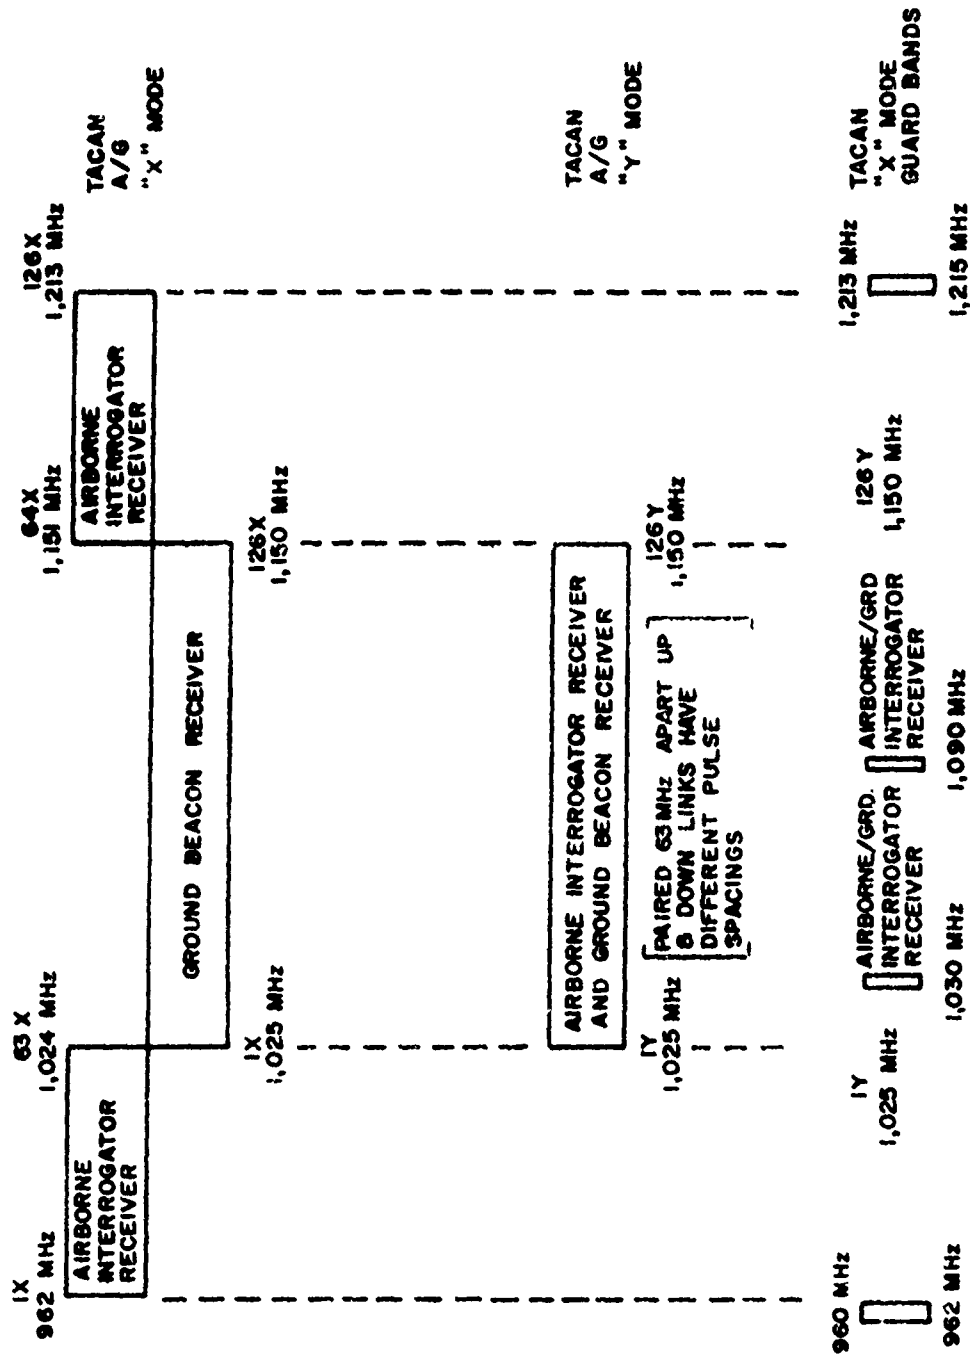 1X
962 MHz
63X
1,024 MHz
64X
1,151 MHz
126X
1,213 MHz
TACAN
A/G
"X" MODE
AIRBORNE
INTERROGATOR
RECEIVER
AIRBORNE
INTERROGATOR
RECEIVER
GROUND BEACON RECEIVER
1X
1,025 MHz
126X
1,150 MHz
TACAN
A/G
"Y" MODE
AIRBORNE INTERROGATOR RECEIVER
AND GROUND BEACON RECEIVER
1Y
1,025 MHz
PAIRED 63 MHz APART UP
& DOWN LINKS HAVE
DIFFERENT PULSE
SPACINGS
126Y
1,150 MHz
TACAN
"X" MODE
GUARD BANDS
960 MHz
962 MHz
1Y
1,025 MHz
AIRBORNE/GRD.
INTERROGATOR
RECEIVER
1,030 MHz
AIRBORNE/GRD
INTERROGATOR
RECEIVER
1,090 MHz
126Y
1,150 MHz
1,213 MHz
1,215 MHz